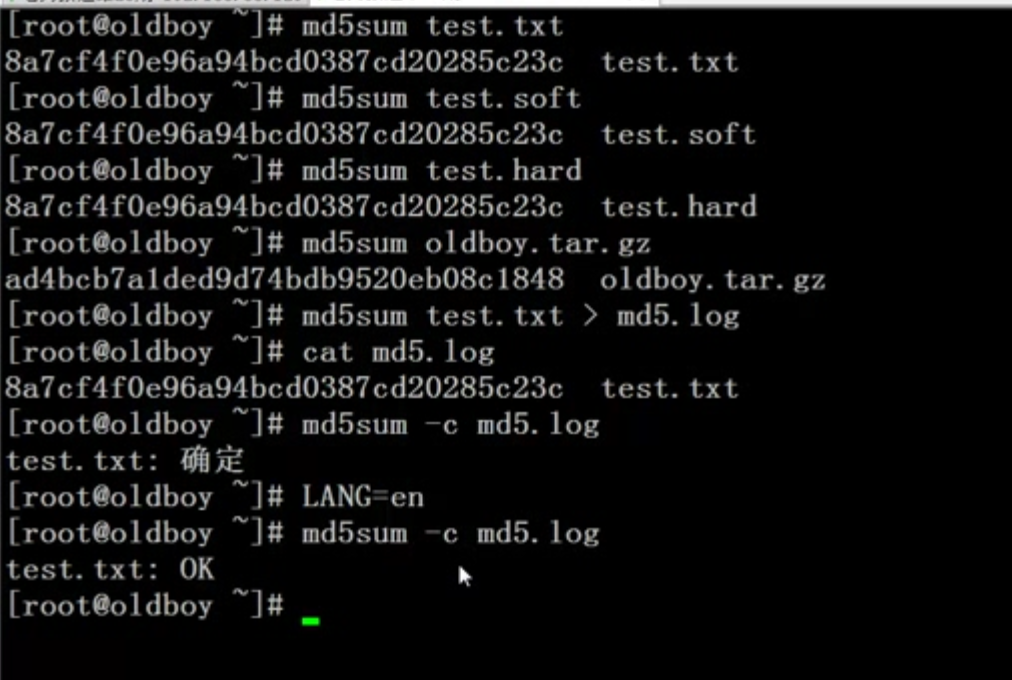 [root@oldboy ~]# md5sum test.txt
8a7cf4f0e96a94bcd0387cd20285c23c  test.txt
[root@oldboy ~]# md5sum test.soft
8a7cf4f0e96a94bcd0387cd20285c23c  test.soft
[root@oldboy ~]# md5sum test.hard
8a7cf4f0e96a94bcd0387cd20285c23c  test.hard
[root@oldboy ~]# md5sum oldboy.tar.gz
ad4bcb7a1ded9d74bdb9520eb08c1848  oldboy.tar.gz
[root@oldboy ~]# md5sum test.txt > md5.log
[root@oldboy ~]# cat md5.log
8a7cf4f0e96a94bcd0387cd20285c23c  test.txt
[root@oldboy ~]# md5sum -c md5.log
test.txt: 确定
[root@oldboy ~]# LANG=en
[root@oldboy ~]# md5sum -c md5.log
test.txt: OK
[root@oldboy ~]#